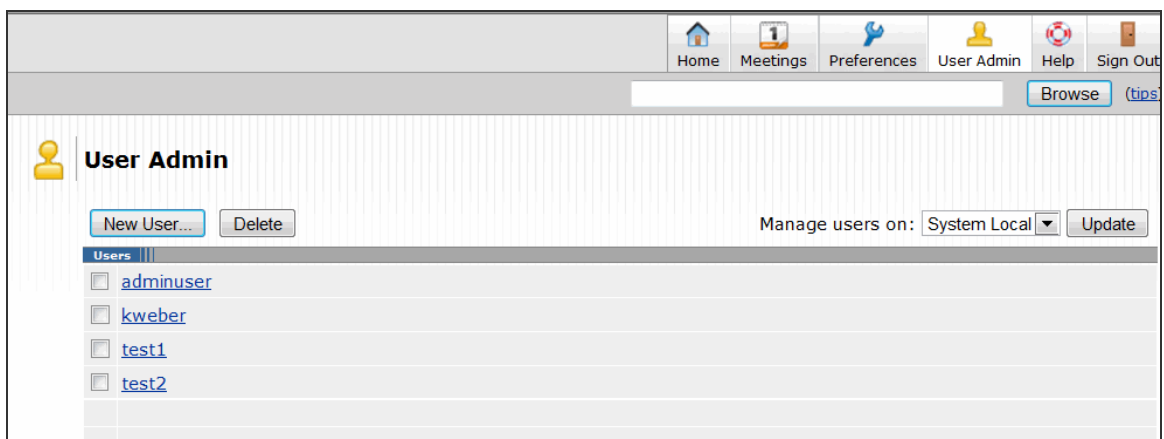 1
Home Meetings Preferences User Admin Help Sign Out
Browse (tips)
User Admin
New User... Delete Manage users on: System Local Update
Users
adminuser
kweber
test1
test2